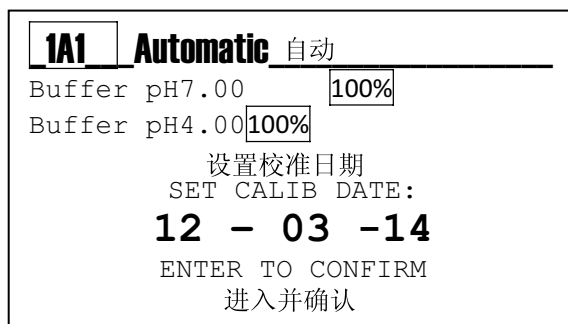 1A1 Automatic 自动
Buffer pH7.00 100%
Buffer pH4.00 100%
设置校准日期
SET CALIB DATE:
12 - 03 -14
ENTER TO CONFIRM
进入并确认